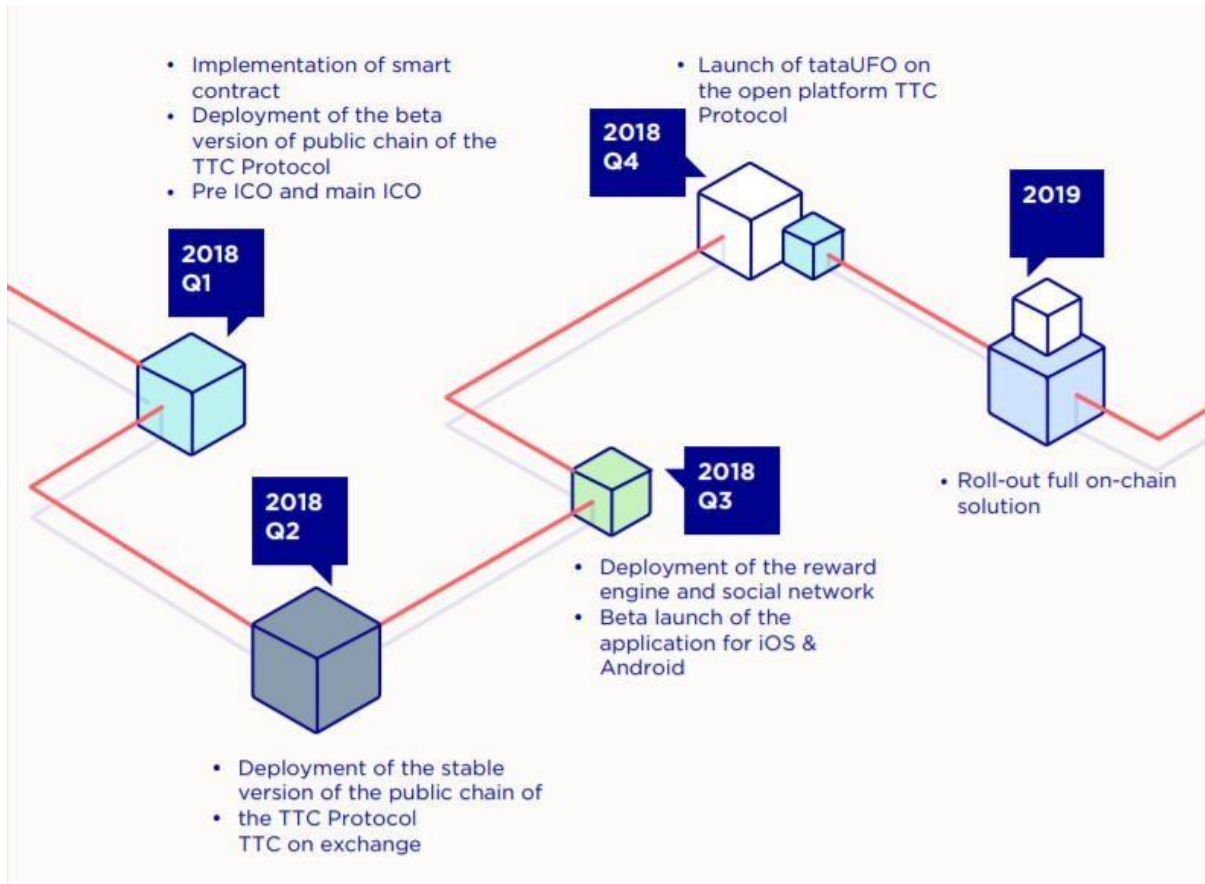 • Implementation of smart
contract
• Deployment of the beta
version of public chain of the
TTC Protocol
• Pre ICO and main ICO
2018
Q1
2018
Q2
• Deployment of the stable
version of the public chain of
• the TTC Protocol
TTC on exchange
2018
Q3
• Deployment of the reward
engine and social network
• Beta launch of the
application for iOS &
Android
• Launch of tataUFO on
the open platform TTC
Protocol
2018
Q4
2019
• Roll-out full on-chain
solution